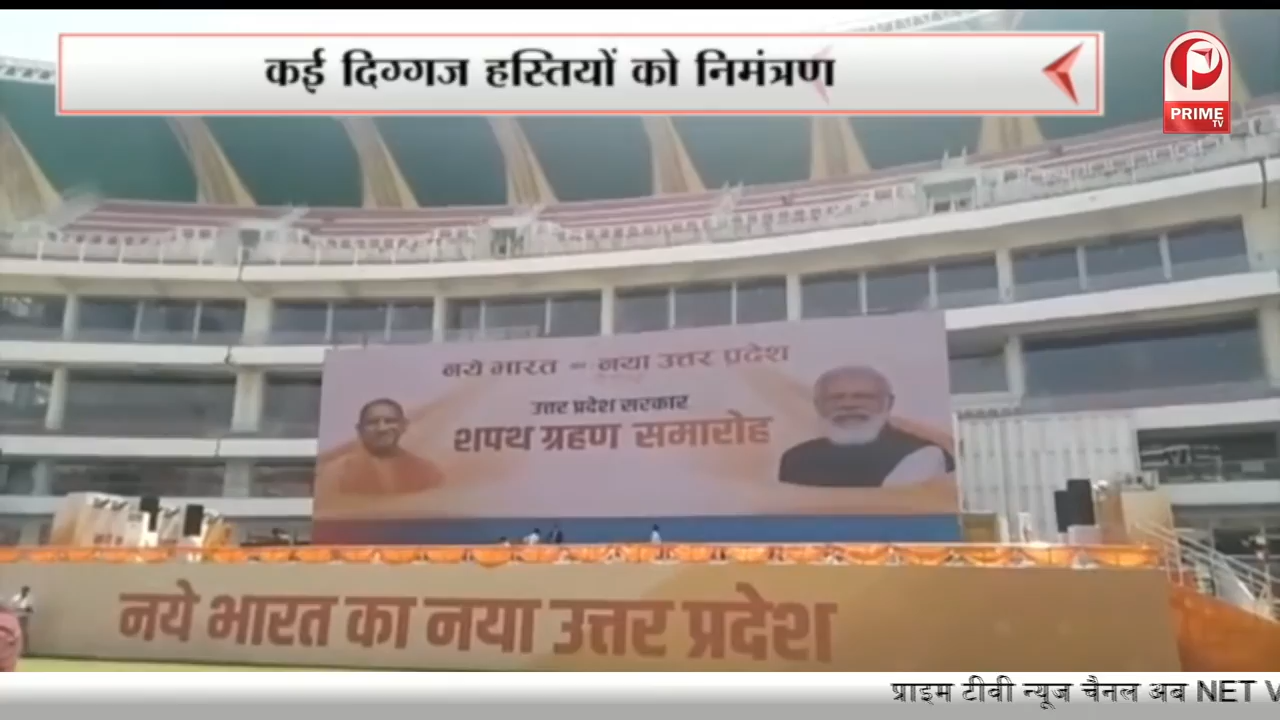 कई दिग्गज हस्तियों को निमंत्रण
PRIME
TV
नये भारत - नया उत्तर प्रदेश
उत्तर प्रदेश सरकार
शपथ ग्रहण समारोह
नये भारत का नया उत्तर प्रदेश
प्राइम टीवी न्यूज चैनल अब NET V